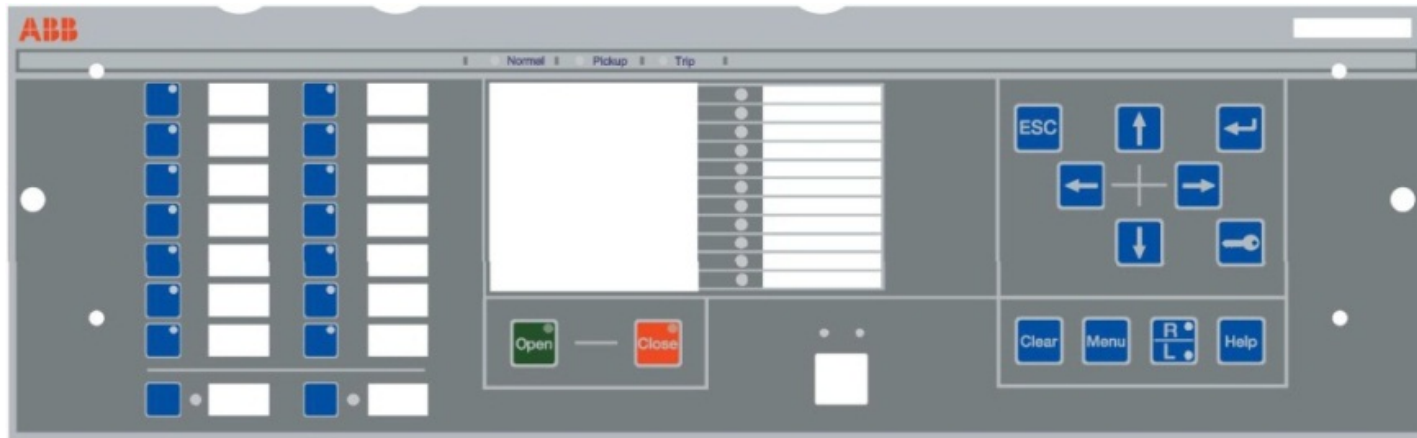 ABB
Normal Pickup Trip
ESC
Open Close
Clear Menu R L Help